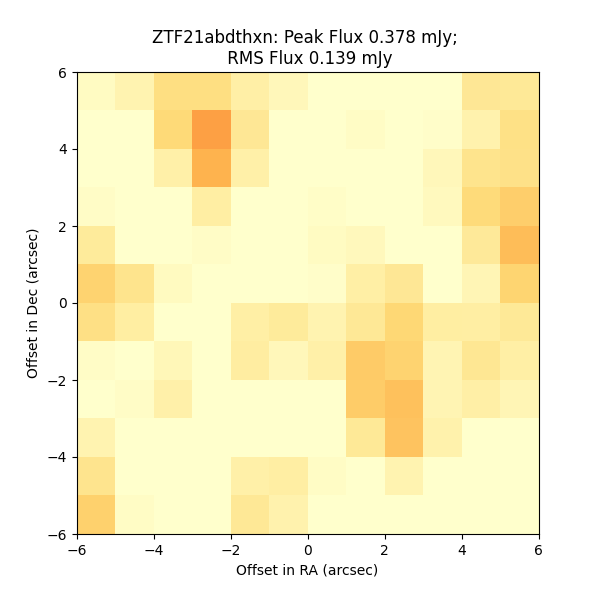 ZTF21abdthxn: Peak Flux 0.378 mJy;
RMS Flux 0.139 mJy
6
4
2
0
−2
−4
−6
Offset in Dec (arcsec)
−6 −4 −2 0 2 4 6
Offset in RA (arcsec)